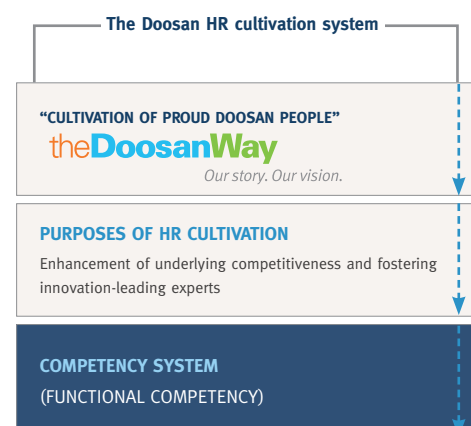 The Doosan HR cultivation system
“CULTIVATION OF PROUD DOOSAN PEOPLE”
theDoosanWay
Our story. Our vision.
PURPOSES OF HR CULTIVATION
Enhancement of underlying competitiveness and fostering
innovation-leading experts
COMPETENCY SYSTEM
(FUNCTIONAL COMPETENCY)